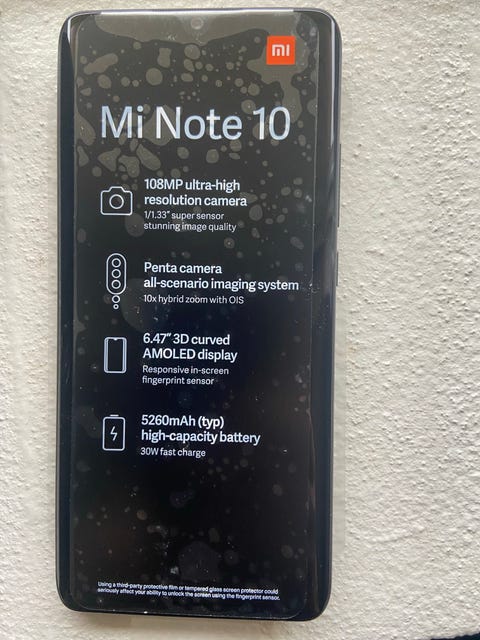 mi
Mi Note 10
108MP ultra-high
resolution camera
1/1.33" super sensor
stunning image quality
Penta camera
all-scenario imaging system
10x hybrid zoom with OIS
6.47" 3D curved
AMOLED display
Responsive in-screen
fingerprint sensor
5260mAh (typ)
high-capacity battery
30W fast charge
Using a third-party protective film or tempered glass screen protector could
seriously affect your ability to unlock the screen using the fingerprint sensor.